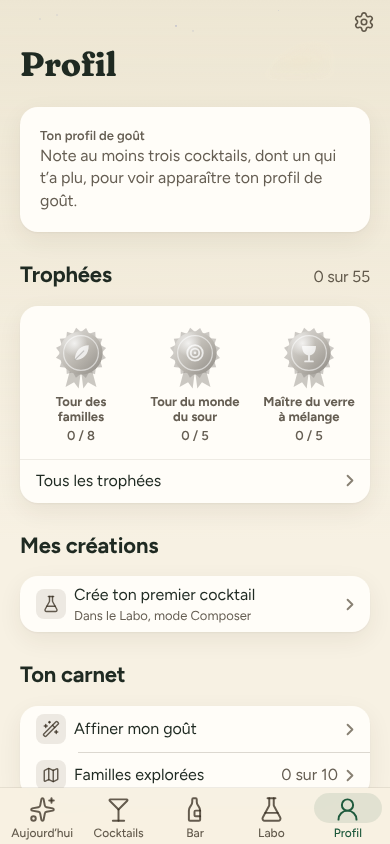 Profil
Ton profil de goût
Note au moins trois cocktails, dont un qui
t’a plu, pour voir apparaître ton profil de
goût.
Trophées
0 sur 55
Tour des
familles
0 / 8
Tour du monde
du sour
0 / 5
Maître du verre
à mélange
0 / 5
Tous les trophées
Mes créations
Crée ton premier cocktail
Dans le Labo, mode Composer
Ton carnet
Affiner mon goût
Familles explorées
0 sur 10
Aujourd’hui
Cocktails
Bar
Labo
Profil